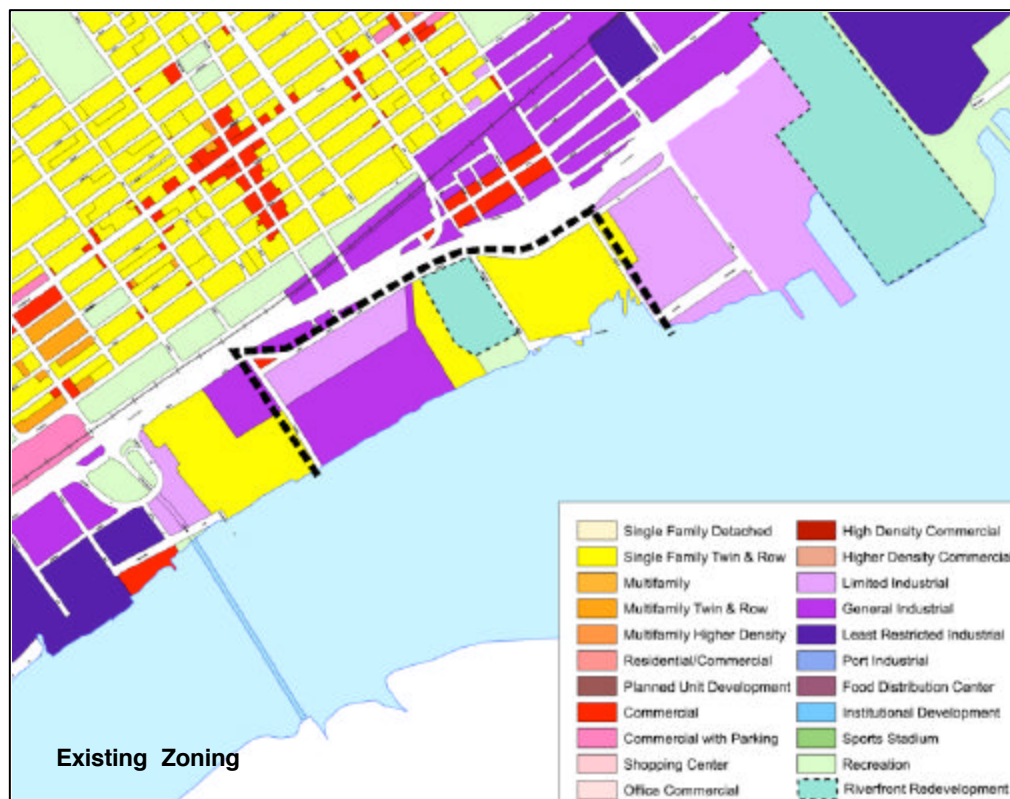 Single Family Detached
Single Family Twin & Row
Multifamily
Multifamily Twin & Row
Multifamily Higher Density
Residential/Commercial
Planned Unit Development
Commercial
Commercial with Parking
Shopping Center
Office Commercial
High Density Commercial
Higher Density Commercia
Limited Industrial
General Industrial
Least Restricted Industrial
Port Industrial
Food Distribution Center
Institutional Development
Sports Stadium
Recreation
Riverfront Redevelopment
Existing Zoning